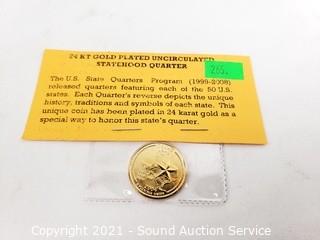 24 KT GOLD PLATED UNCIRCULATED
STATEHOOD QUARTER
265
The U.S. State Quarters Program (1999-2008)
released quarters featuring each of the 50 U.S.
states. Each Quarter's reverse depicts the unique
history, traditions and symbols of each state. This
unique coin has been plated in 24 karat gold as a
special way to honor this state's quarter.
Copyright 2021 - Sound Auction Service